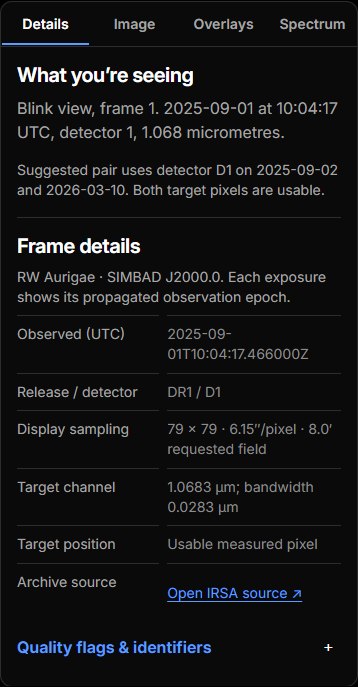 Details Image Overlays Spectrum
What you’re seeing
Blink view, frame 1. 2025-09-01 at 10:04:17
UTC, detector 1, 1.068 micrometres.
Suggested pair uses detector D1 on 2025-09-02
and 2026-03-10. Both target pixels are usable.
Frame details
RW Aurigae · SIMBAD J2000.0. Each exposure
shows its propagated observation epoch.
Observed (UTC) 2025-09-
01T10:04:17.466000Z
Release / detector DR1 / D1
Display sampling 79 × 79 · 6.15″/pixel · 8.0′
requested field
Target channel 1.0683 µm; bandwidth
0.0283 µm
Target position Usable measured pixel
Archive source Open IRSA source ↗
Quality flags & identifiers +